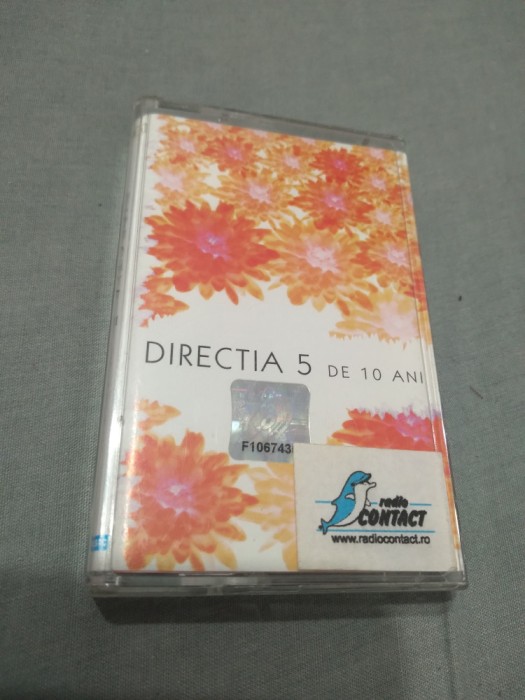 DIRECTIA 5 DE 10 ANI
F106743
radio
CONTACT
www.radiocontact.ro